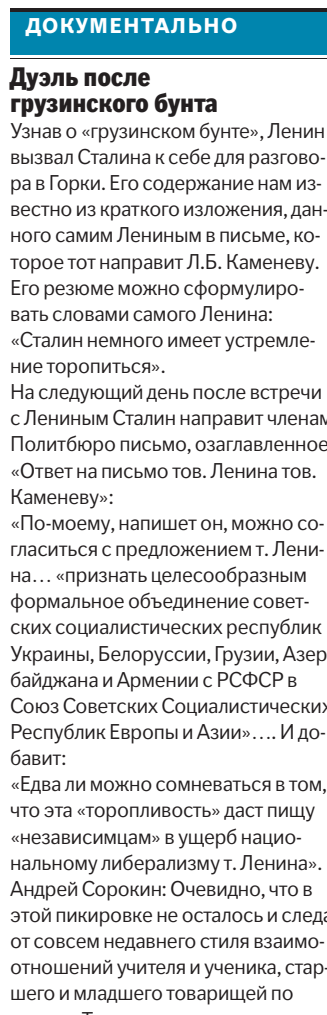 ДОКУМЕНТАЛЬНО
Дуэль после
грузинского бунта
Узнав о «грузинском бунте», Ленин
вызвал Сталина к себе для разгово-
ра в Горки. Его содержание нам из-
вестно из краткого изложения, дан-
ного самим Лениным в письме, ко-
торое тот направит Л.Б. Каменеву.
Его резюме можно сформулиро-
вать словами самого Ленина:
«Сталин немного имеет устремле-
ние торопиться».
На следующий день после встречи
с Лениным Сталин направит членам
Политбюро письмо, озаглавленное
«Ответ на письмо тов. Ленина тов.
Каменеву»:
«По-моему, напишет он, можно со-
гласиться с предложением т. Лени-
на… «признать целесообразным
формальное объединение совет-
ских социалистических республик
Украины, Белоруссии, Грузии, Азер
байджана и Армении с РСФСР в
Союз Советских Социалистических
Республик Европы и Азии»…. И до-
бавит:
«Едва ли можно сомневаться в том,
что эта «торопливость» даст пищу
«независимцам» в ущерб нацио-
нальному либерализму т. Ленина».
Андрей Сорокин: Очевидно, что в
этой пикировке не осталось и следа
от совсем недавнего стиля взаимо-
отношений учителя и ученика, стар-
шего и младшего товарищей по